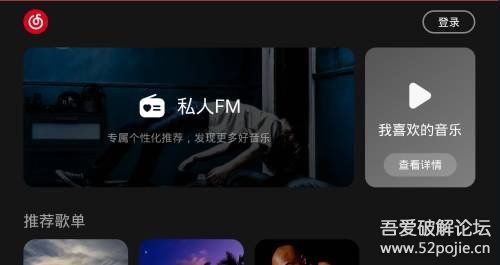 登录
私人FM
专属个性化推荐，发现更多好音乐
我喜欢的音乐
查看详情
推荐歌单
吾爱破解论坛
www.52pojie.cn